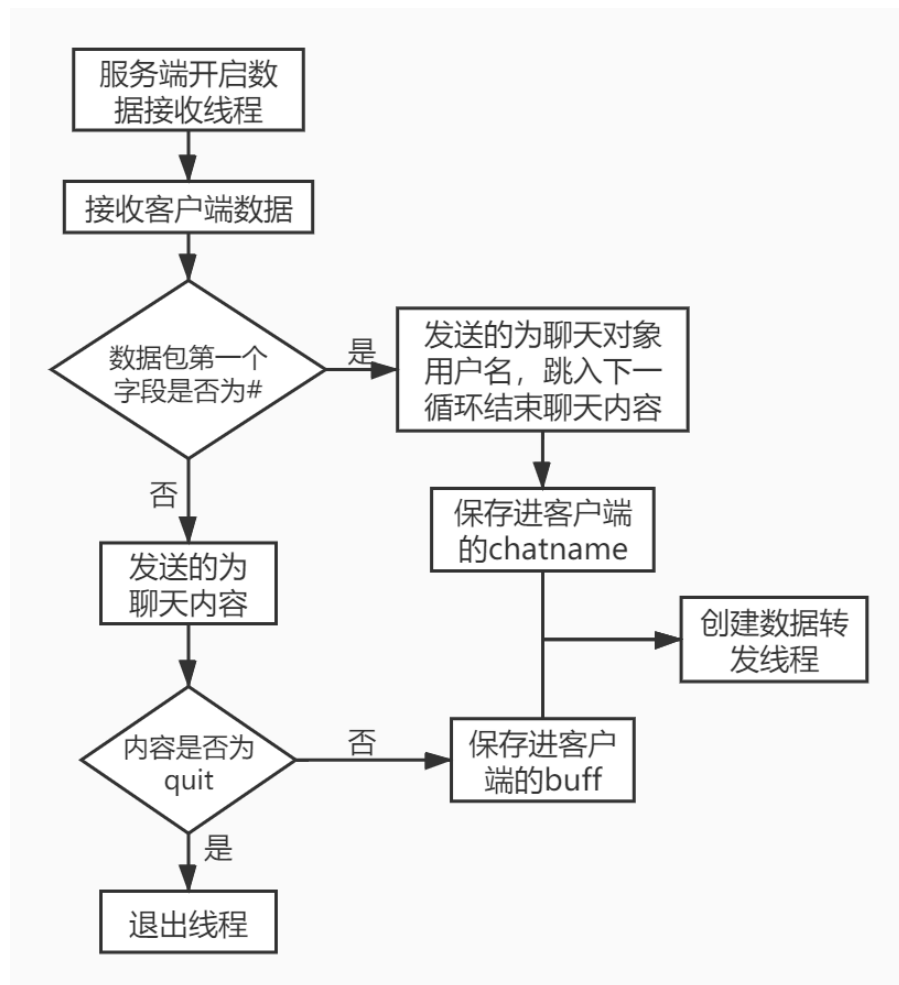 服务端开启数
据接收线程
接收客户端数据
数据包第一个
字段是否为#
是
发送的为聊天对象
用户名，跳入下一
循环结束聊天内容
否
保存进客户端
的chatname
发送的为
聊天内容
创建数据转
发线程
内容是否为
quit
否
保存进客户
端的buff
是
退出线程